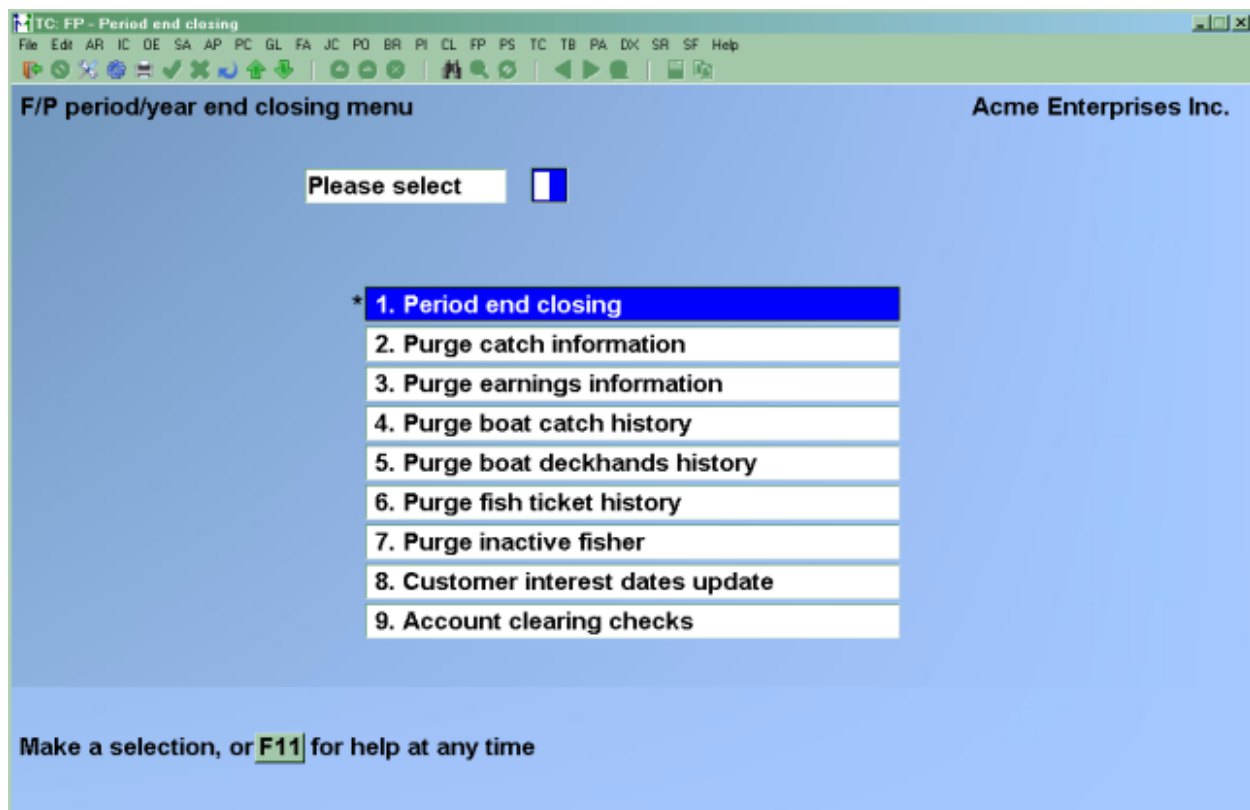 TC: FP - Period end closing
File Edit AR IC OE SA AP PC GL FA JC PO BR PI CL FP PS TC TB PA DX SR SF Help
F/P period/year end closing menu Acme Enterprises Inc.
Please select
* 1. Period end closing
2. Purge catch information
3. Purge earnings information
4. Purge boat catch history
5. Purge boat deckhands history
6. Purge fish ticket history
7. Purge inactive fisher
8. Customer interest dates update
9. Account clearing checks
Make a selection, or F11 for help at any time